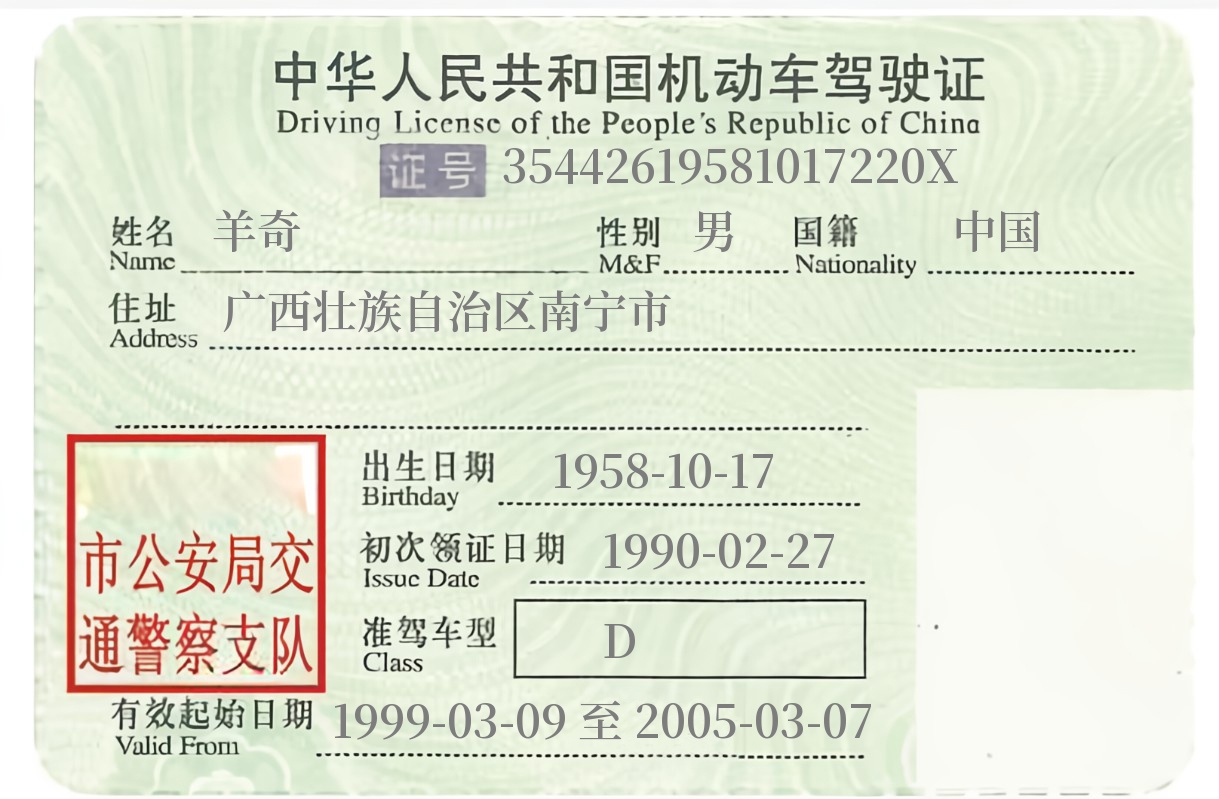 中华人民共和国机动车驾驶证
Driving License of the People's Republic of China
证号 35442619581017220X
姓名 羊奇 性别 男 国籍 中国
Name M&F Nationality
住址 广西壮族自治区南宁市
Address
出生日期 1958-10-17
Birthday
初次领证日期 1990-02-27
Issue Date
准驾车型 D
Class
市公安局交
通警察支队
有效起始日期 1999-03-09 至 2005-03-07
Valid From